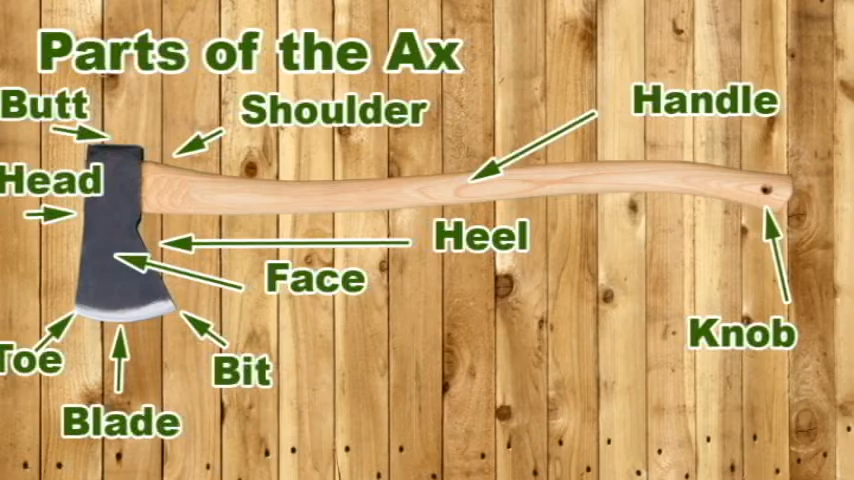 Parts of the Ax
Butt
Shoulder
Handle
Head
Heel
Face
Knob
Toe
Bit
Blade